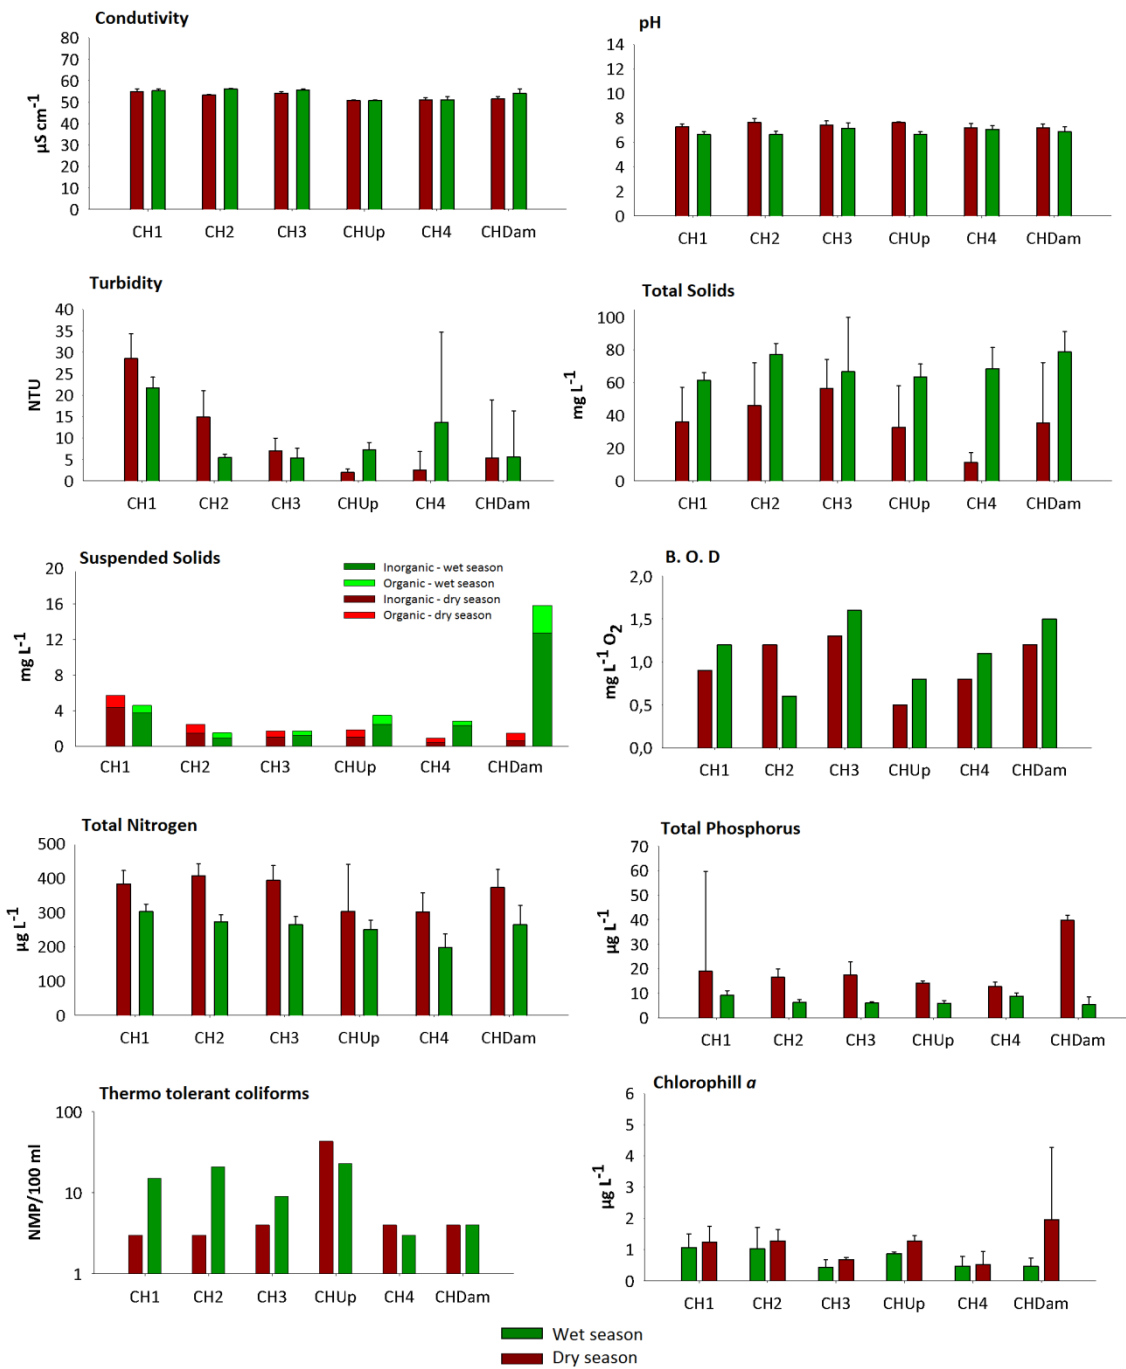 Condutivity
80
70
60
50
40
30
20
10
0
µS cm-1
CH1 CH2 CH3 CHUp CH4 CHDam
pH
14
12
10
8
6
4
2
0
CH1 CH2 CH3 CHUp CH4 CHDam
Turbidity
40
35
30
25
20
15
10
5
0
NTU
CH1 CH2 CH3 CHUp CH4 CHDam
Total Solids
100
80
60
40
20
0
mg L-1
CH1 CH2 CH3 CHUp CH4 CHDam
Suspended Solids
20
16
12
8
4
0
mg L-1
Inorganic - wet season
Organic - wet season
Inorganic - dry season
Organic - dry season
CH1 CH2 CH3 CHUp CH4 CHDam
B. O. D
2,0
1,5
1,0
0,5
0,0
mg L-1 O2
CH1 CH2 CH3 CHUp CH4 CHDam
Total Nitrogen
500
400
300
200
100
0
µg L-1
CH1 CH2 CH3 CHUp CH4 CHDam
Total Phosphorus
70
60
50
40
30
20
10
0
µg L-1
CH1 CH2 CH3 CHUp CH4 CHDam
Thermo tolerant coliforms
100
10
1
NMP/100 ml
CH1 CH2 CH3 CHUp CH4 CHDam
Chlorophill a
6
5
4
3
2
1
0
µg L-1
CH1 CH2 CH3 CHUp CH4 CHDam
Wet season
Dry season